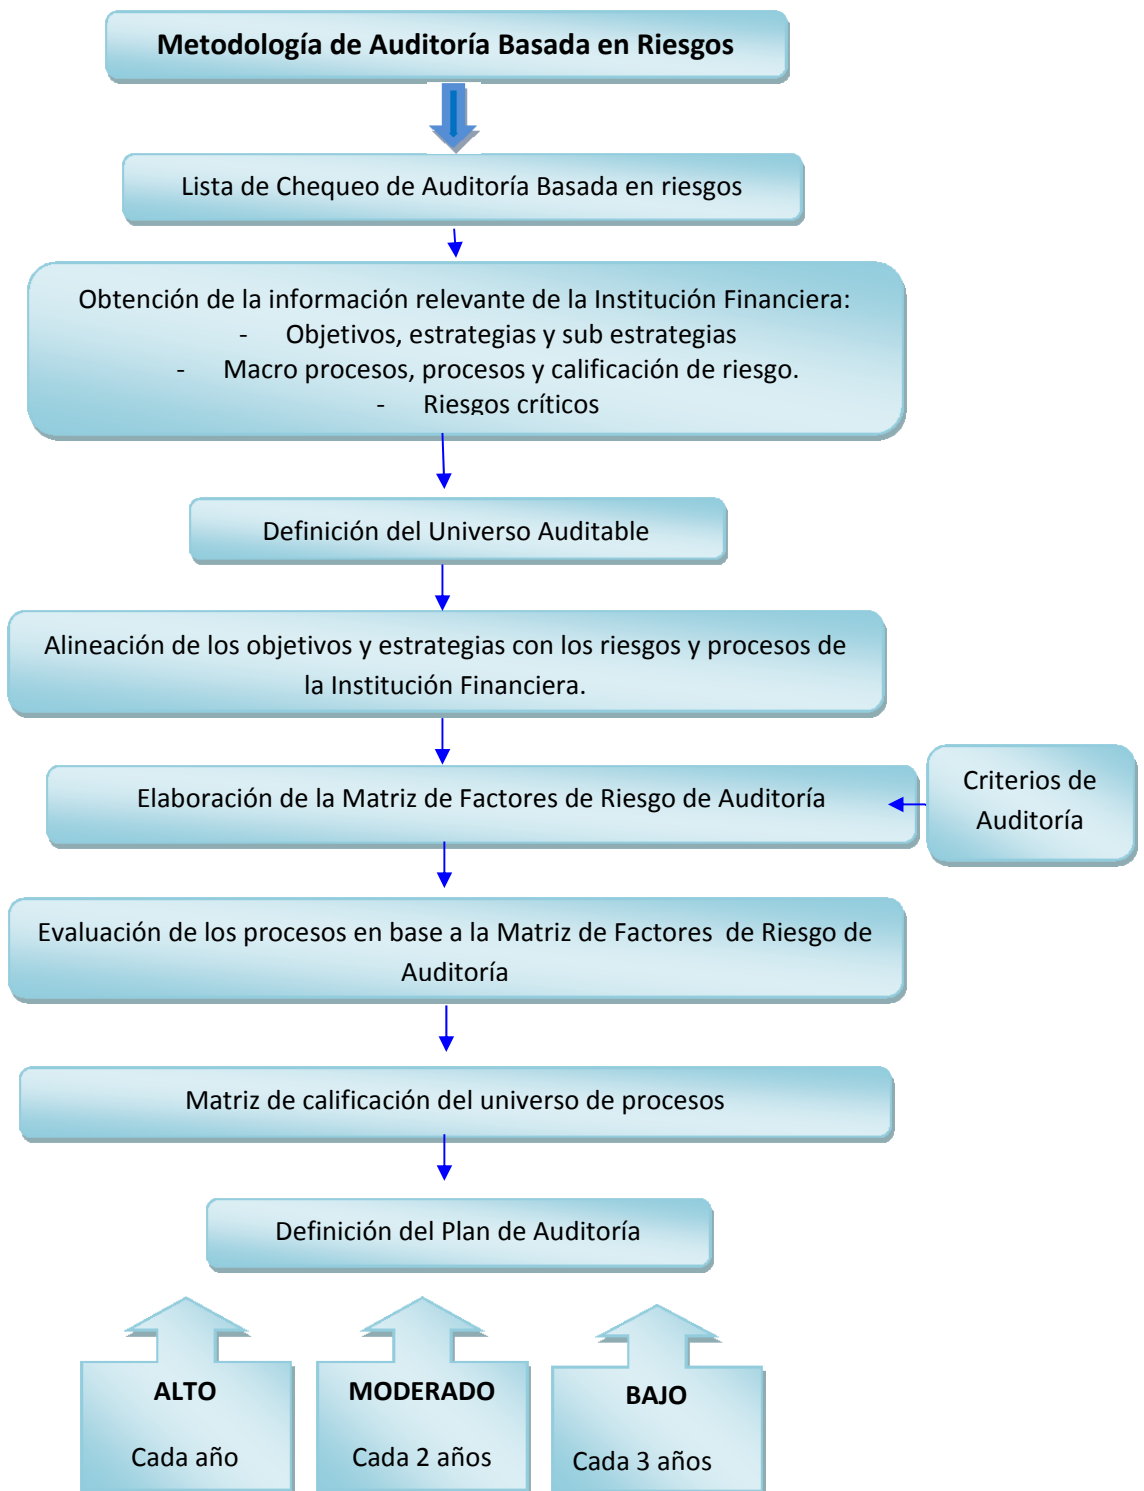 Metodología de Auditoría Basada en Riesgos
Lista de Chequeo de Auditoría Basada en riesgos
Obtención de la información relevante de la Institución Financiera:
- Objetivos, estrategias y sub estrategias
- Macro procesos, procesos y calificación de riesgo.
- Riesgos críticos
Definición del Universo Auditable
Alineación de los objetivos y estrategias con los riesgos y procesos de
la Institución Financiera.
Elaboración de la Matriz de Factores de Riesgo de Auditoría
Criterios de
Auditoría
Evaluación de los procesos en base a la Matriz de Factores de Riesgo de
Auditoría
Matriz de calificación del universo de procesos
Definición del Plan de Auditoría
ALTO
Cada año
MODERADO
Cada 2 años
BAJO
Cada 3 años